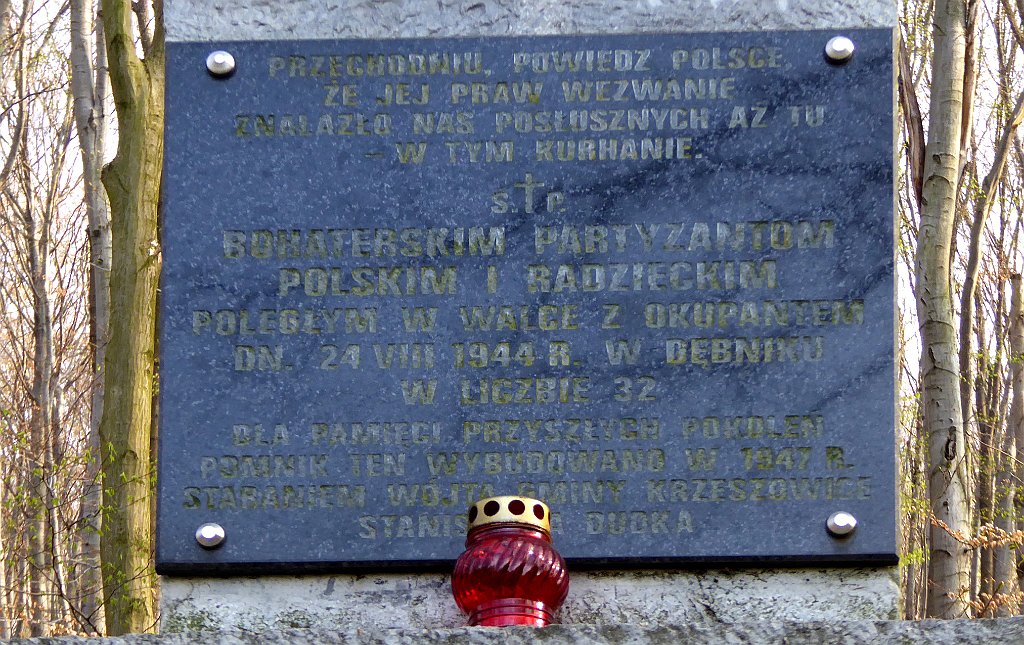 PRZECHODNIU, POWIEDZ POLSCE,
ŻE JEJ PRAW WEZWANIE
ZNALAZŁO NAS POSŁUSZNYCH AŻ TU
– W TYM KURHANIE.
Ś.†P.
BOHATERSKIM PARTYZANTOM
POLSKIM I RADZIECKIM
POLEGŁYM W WALCE Z OKUPANTEM
DN. 24 VIII 1944 R. W DĘBNIKU
W LICZBIE 32
DLA PAMIĘCI PRZYSZŁYCH POKOLEŃ
POMNIK TEN WYBUDOWANO W 1947 R.
STARANIEM WÓJTA GMINY KRZESZOWICE
DUDKA